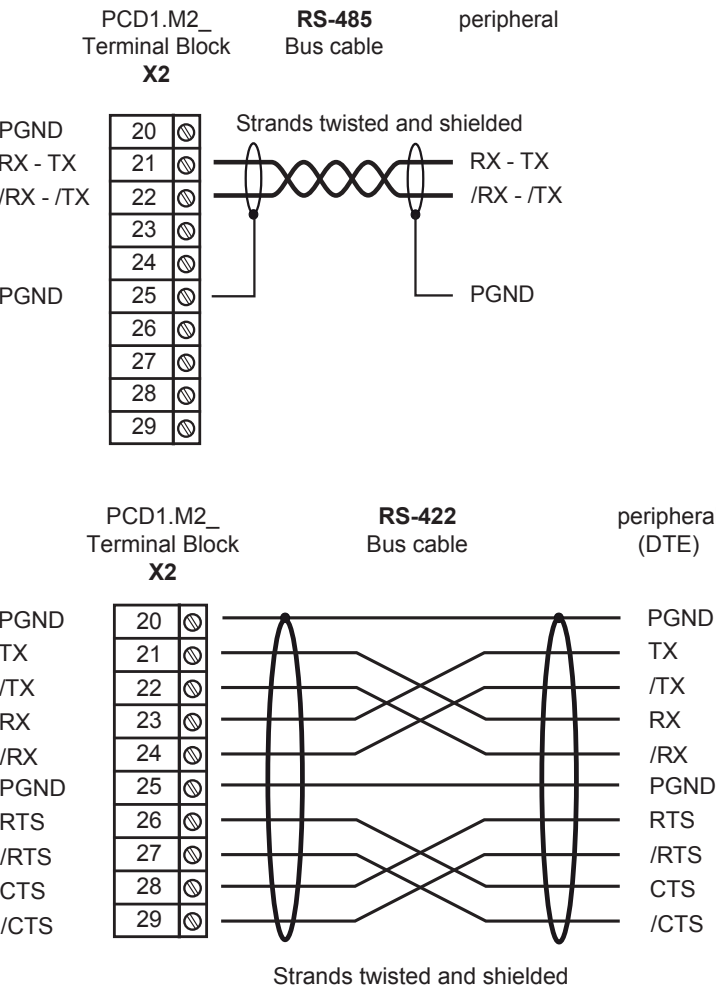 PCD1.M2_ RS-485 peripheral
Terminal Block Bus cable
X2
Strands twisted and shielded
PGND 20
RX - TX 21 RX - TX
/RX - /TX 22 /RX - /TX
23
24
PGND 25 PGND
26
27
28
29
PCD1.M2_ RS-422 periphera
Terminal Block Bus cable (DTE)
X2
PGND 20 PGND
TX 21 TX
/TX 22 /TX
RX 23 RX
/RX 24 /RX
PGND 25 PGND
RTS 26 RTS
/RTS 27 /RTS
CTS 28 CTS
/CTS 29 /CTS
Strands twisted and shielded